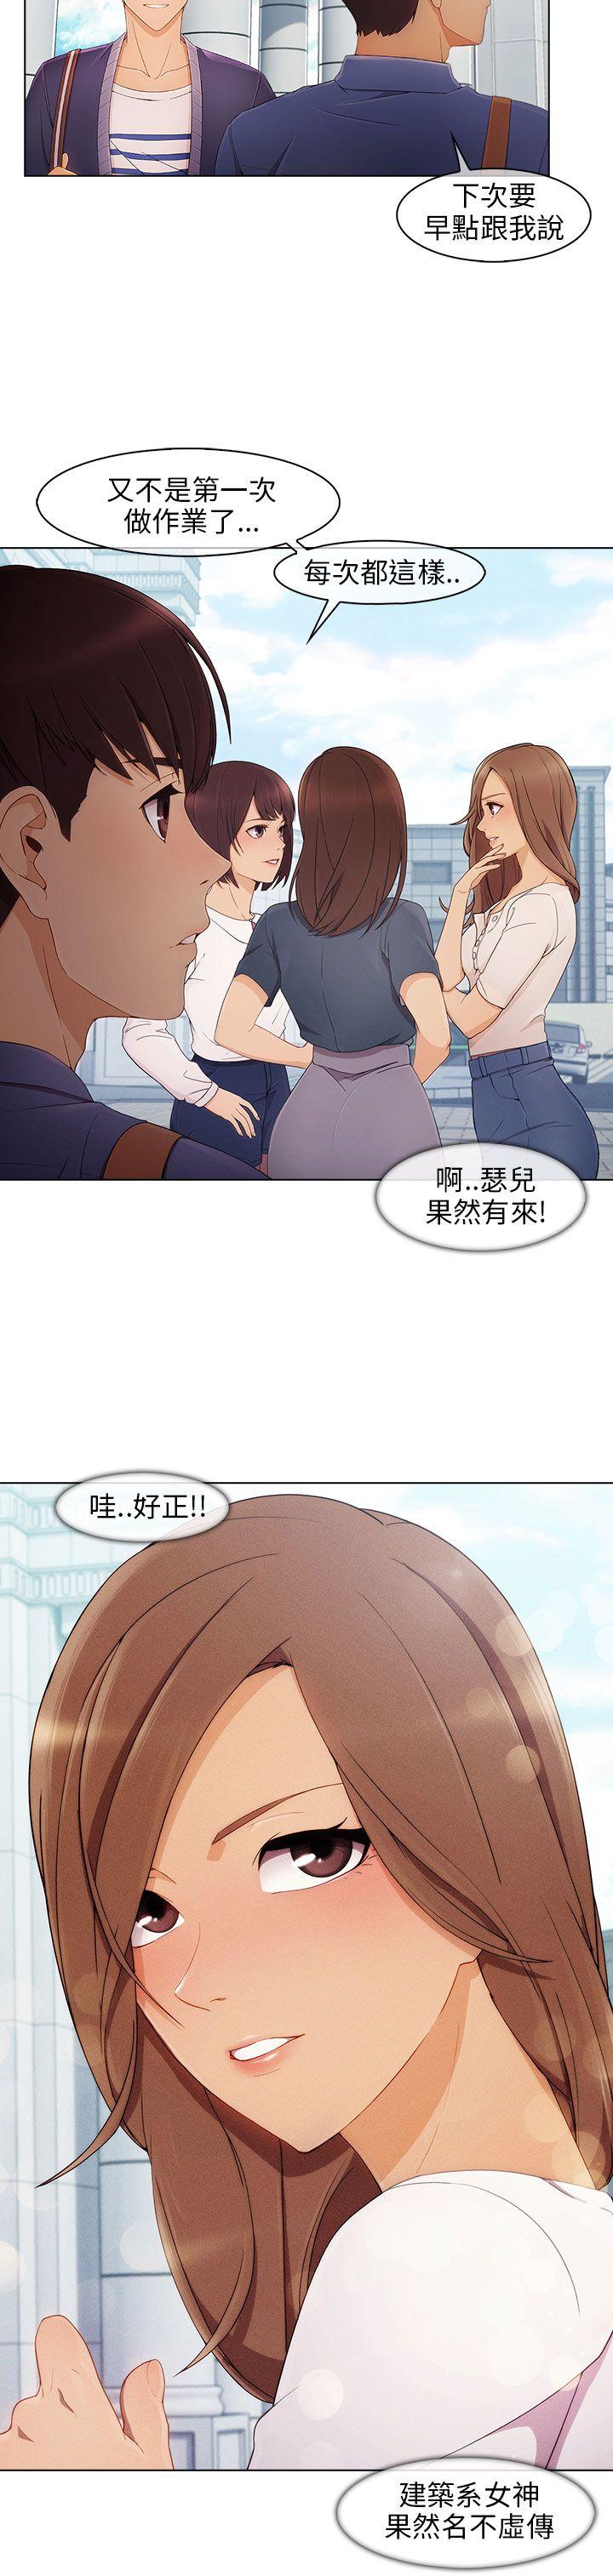 下次要
早點跟我說
又不是第一次
做作業了...
每次都這樣..
啊..瑟兒
果然有來!
哇..好正!!
建築系女神
果然名不虛傳